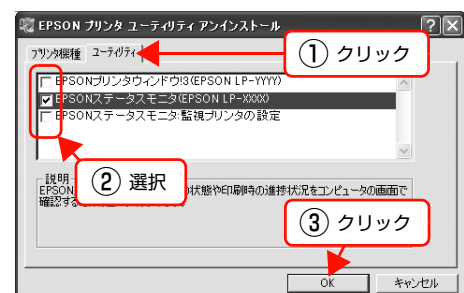 EPSON プリンタ ユーティリティ アンインストール
プリンタ機種 ユーティリティ
① クリック
EPSONプリンタウィンドウ!3(EPSON LP-YYYY)
EPSONステータスモニタ(EPSON LP-XXXX)
EPSONステータスモニタ:監視プリンタの設定
② 選択
説明
EPSON の状態や印刷時の進捗状況をコンピュータの画面で
確認する
③ クリック
OK キャンセル